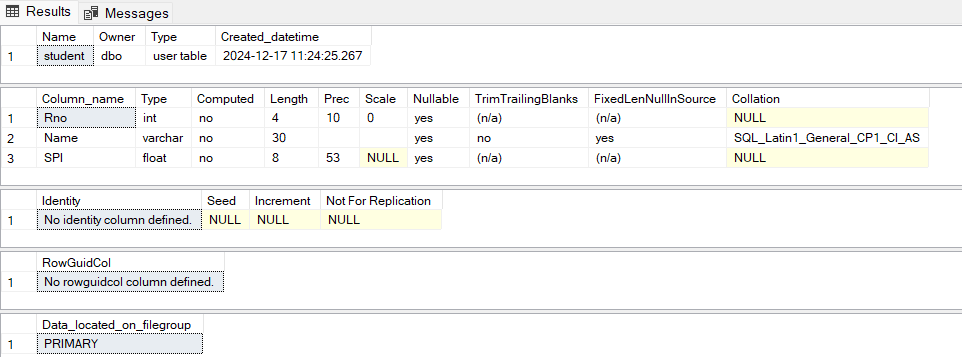 Results Messages
Name Owner Type Created_datetime
1 student dbo user table 2024-12-17 11:24:25.267
Column_name Type Computed Length Prec Scale Nullable TrimTrailingBlanks FixedLenNullInSource Collation
1 Rno int no 4 10 0 yes (n/a) (n/a) NULL
2 Name varchar no 30 yes no yes SQL_Latin1_General_CP1_CI_AS
3 SPI float no 8 53 NULL yes (n/a) (n/a) NULL
Identity Seed Increment Not For Replication
1 No identity column defined. NULL NULL NULL
RowGuidCol
1 No rowguidcol column defined.
Data_located_on_filegroup
1 PRIMARY